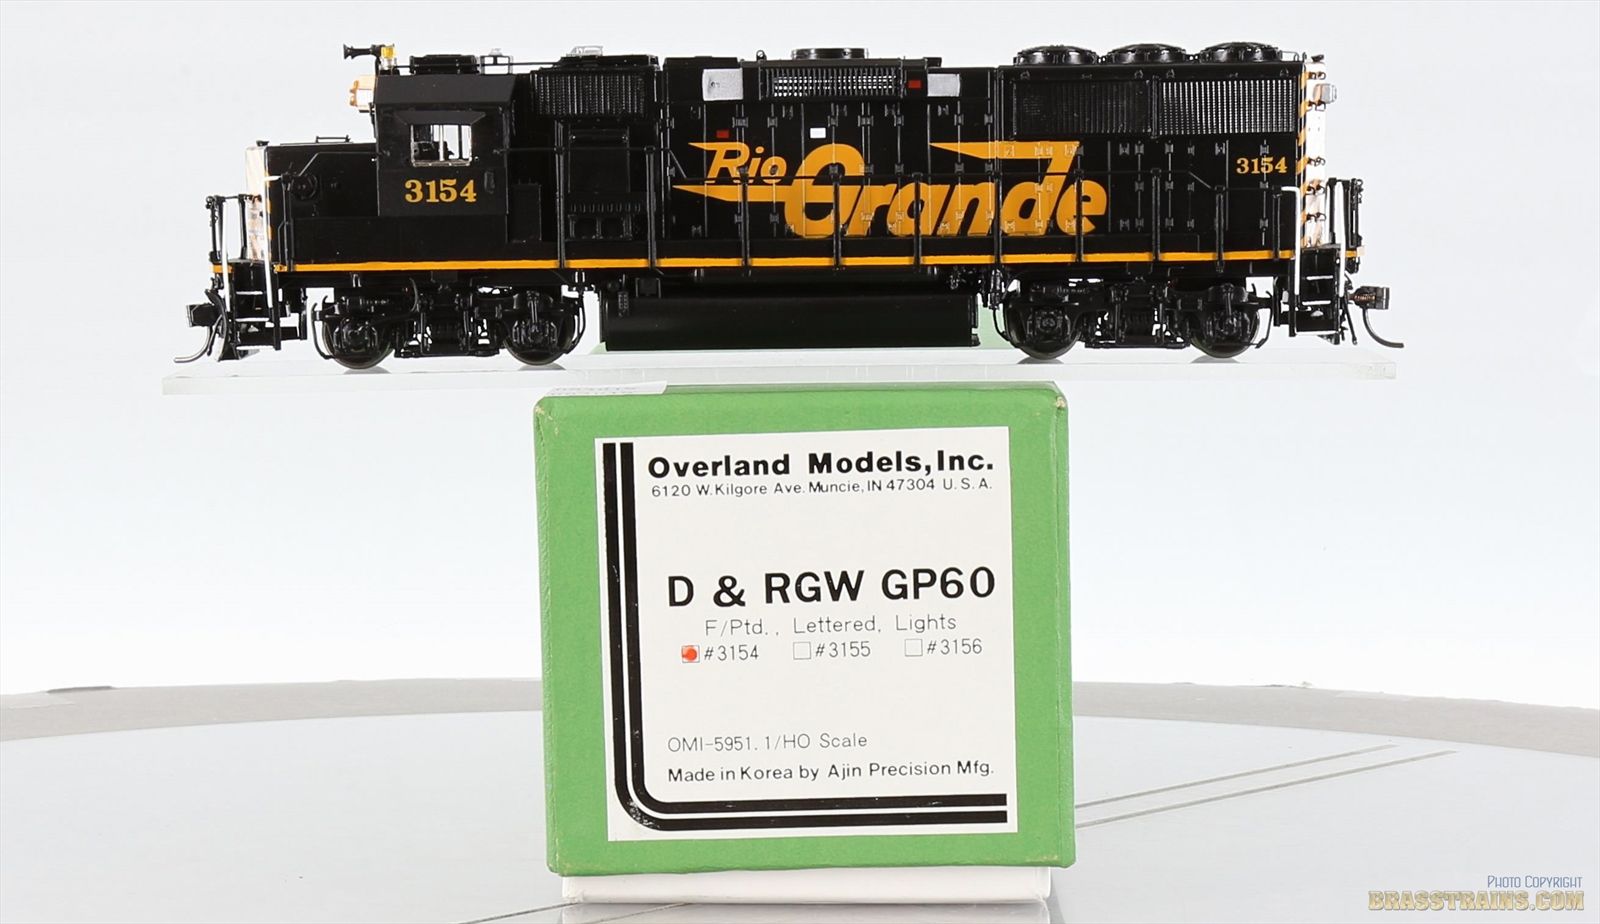 3154
Rio Grande
3154
Overland Models, Inc.
6120 W. Kilgore Ave. Muncie, IN 47304 U.S.A.
D & RGW GP60
F/Ptd., Lettered, Lights
#3154 #3155 #3156
OMI-5951.1/HO Scale
Made in Korea by Ajin Precision Mfg.
PHOTO COPYRIGHT
BRASSTRAINS.COM